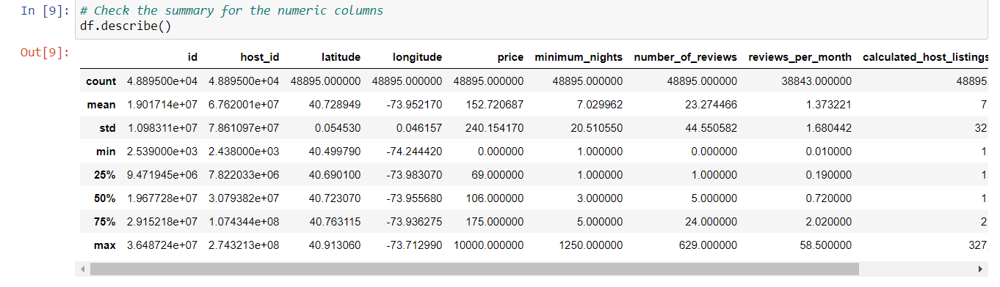 In [9]: # Check the summary for the numeric columns
df.describe()
Out[9]:
id host_id latitude longitude price minimum_nights number_of_reviews reviews_per_month calculated_host_listings
count 4.889500e+04 4.889500e+04 48895.000000 48895.000000 48895.000000 48895.000000 48895.000000 38843.000000 48895.
mean 1.901714e+07 6.762001e+07 40.728949 -73.952170 152.720687 7.029962 23.274466 1.373221 7.
std 1.098311e+07 7.861097e+07 0.054530 0.046157 240.154170 20.510550 44.550582 1.680442 32.
min 2.539000e+03 2.438000e+03 40.499790 -74.244420 0.000000 1.000000 0.000000 0.010000 1.
25% 9.471945e+06 7.822033e+06 40.690100 -73.983070 69.000000 1.000000 1.000000 0.190000 1.
50% 1.967728e+07 3.079382e+07 40.723070 -73.955680 106.000000 3.000000 5.000000 0.720000 1.
75% 2.915218e+07 1.074344e+08 40.763115 -73.936275 175.000000 5.000000 24.000000 2.020000 2.
max 3.648724e+07 2.743213e+08 40.913060 -73.712990 10000.000000 1250.000000 629.000000 58.500000 327.